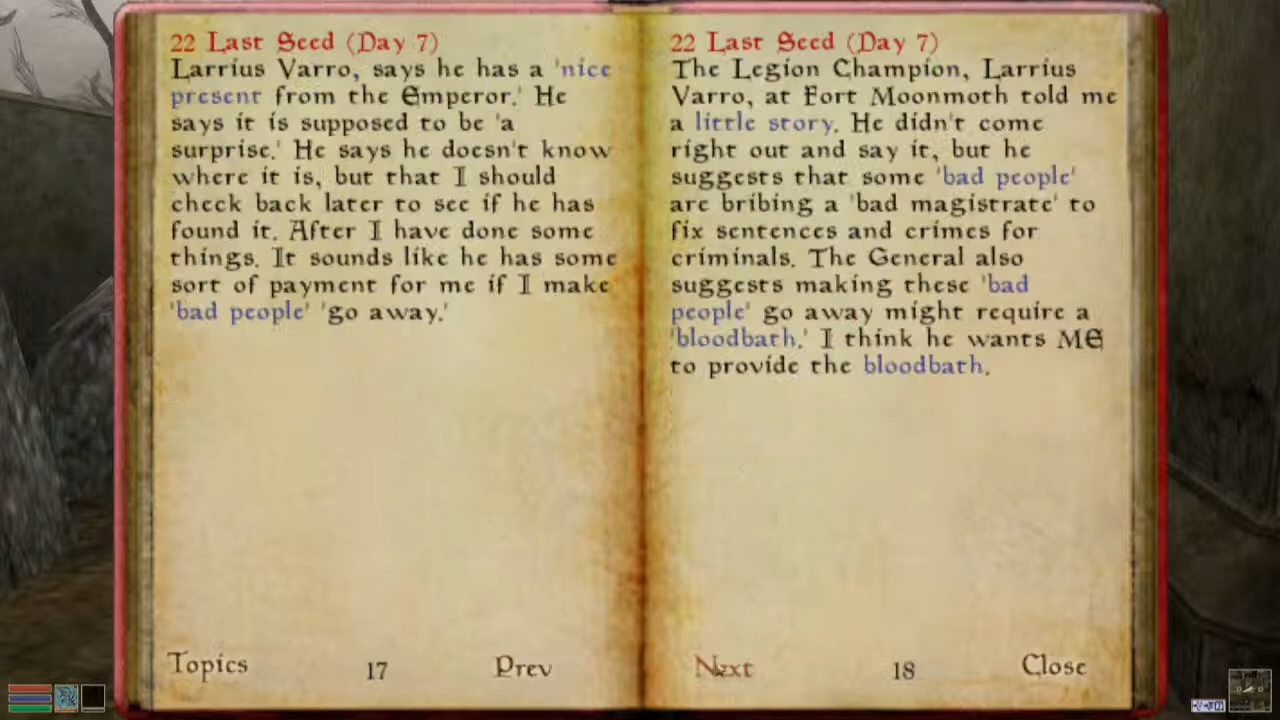 22 Last Seed (Day 7)
Larrius Varro, says he has a 'nice
present from the Emperor.' He
says it is supposed to be 'a
surprise.' He says he doesn't know
where it is, but that I should
check back later to see if he has
found it. After I have done some
things. It sounds like he has some
sort of payment for me if I make
'bad people' 'go away.'
22 Last Seed (Day 7)
The Legion Champion, Larrius
Varro, at Fort Moonmoth told me
a little story. He didn't come
right out and say it, but he
suggests that some 'bad people'
are bribing a 'bad magistrate' to
fix sentences and crimes for
criminals. The General also
suggests making these 'bad
people' go away might require a
'bloodbath.' I think he wants ME
to provide the bloodbath.
Topics 17 Prev Next 18 Close